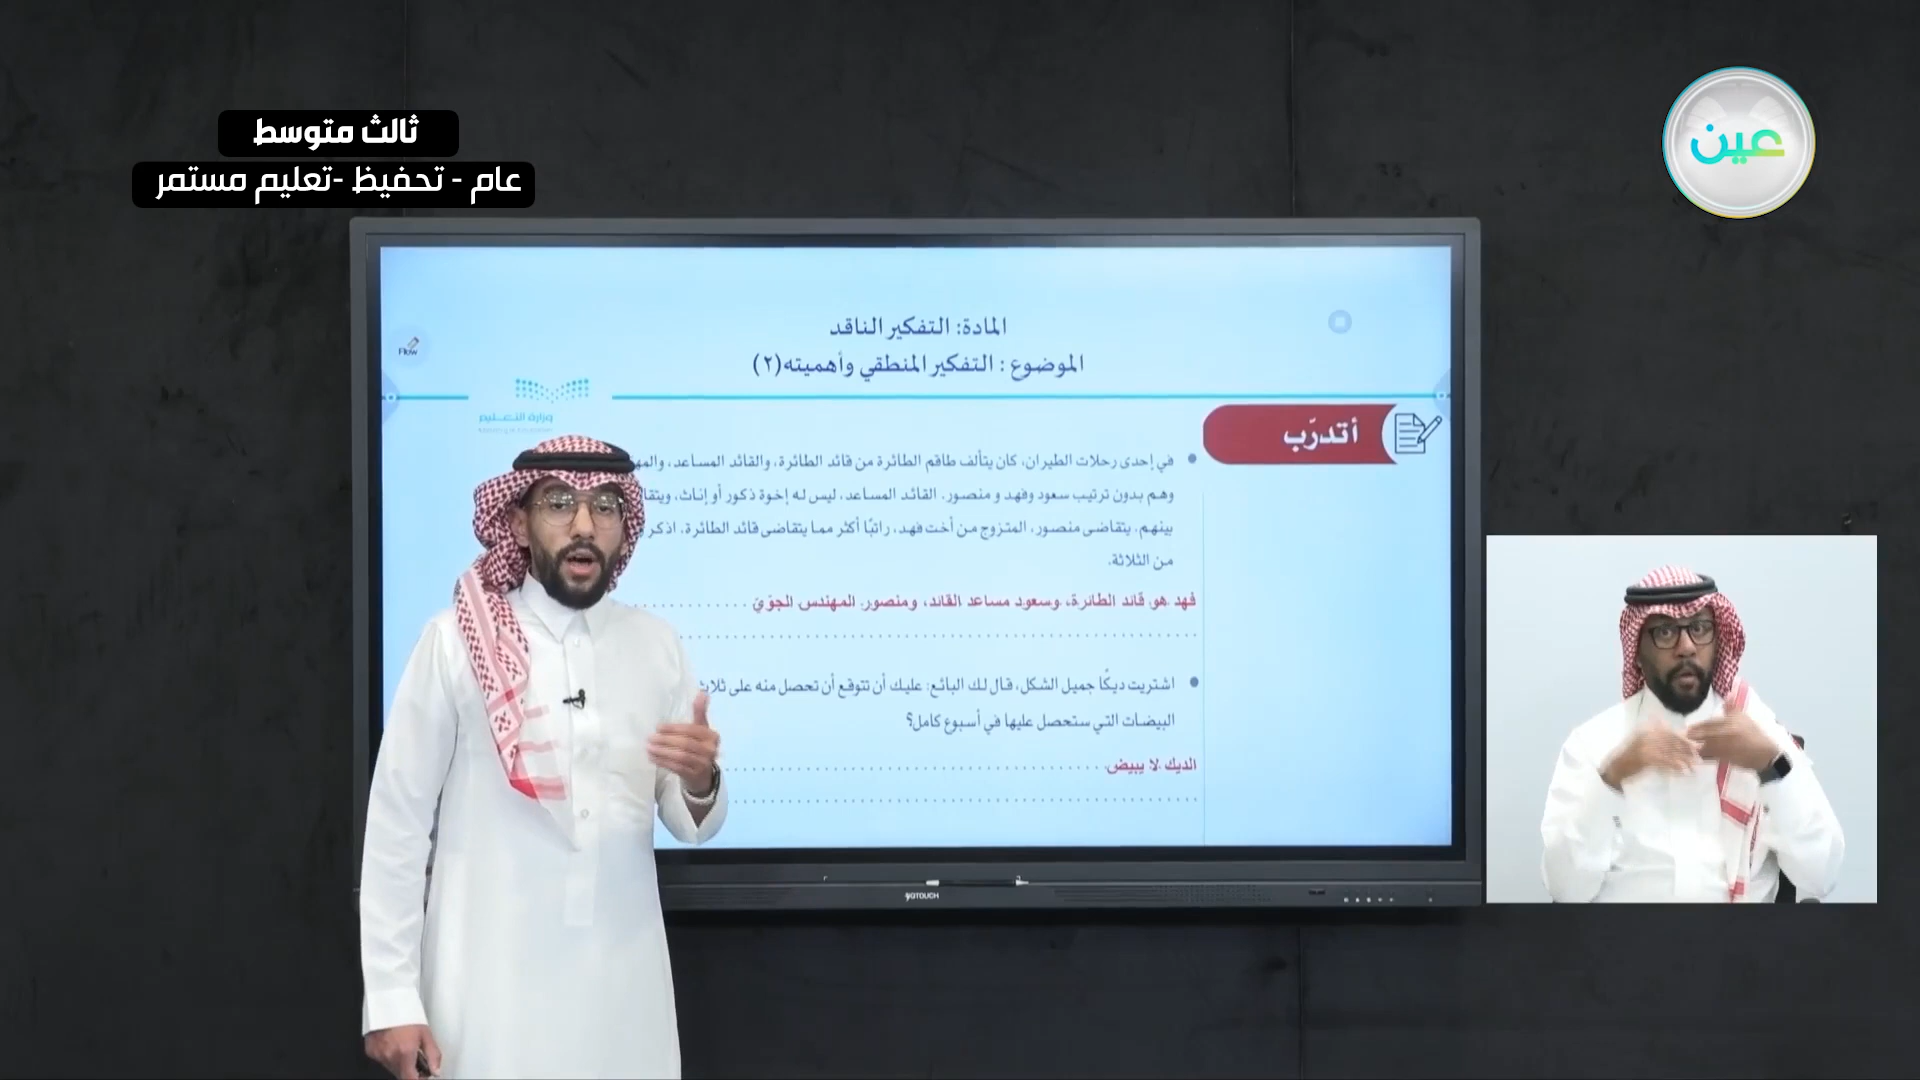 ثالث متوسط
عام - تحفيظ -تعليم مستمر
عين
المادة: التفكير الناقد
الموضوع : التفكير المنطقي وأهميته(٢)
Flow
وزارة التعليم
أتدرّب
في إحدى رحلات الطيران، كان يتألف طاقم الطائرة من قائد الطائرة، والقائد المساعد،
وهم بدون ترتيب سعود وفهد و منصور. القائد المساعد، ليس له إخوة ذكور أو إناث،
بينهم. يتقاضى منصور، المتزوج من أخت فهد، راتبًا أكثر مما يتقاضى قائد الطائرة. اذكر
من الثلاثة.
فهد هو قائد الطائرة، وسعود مساعد القائد، ومنصور المهندس الجوّيّ
اشتريت ديكًا جميل الشكل، قال لك البائع: عليك أن تتوقع أن تحصل منه على
البيضات التي ستحصل عليها في أسبوع كامل؟
الديك لا يبيض